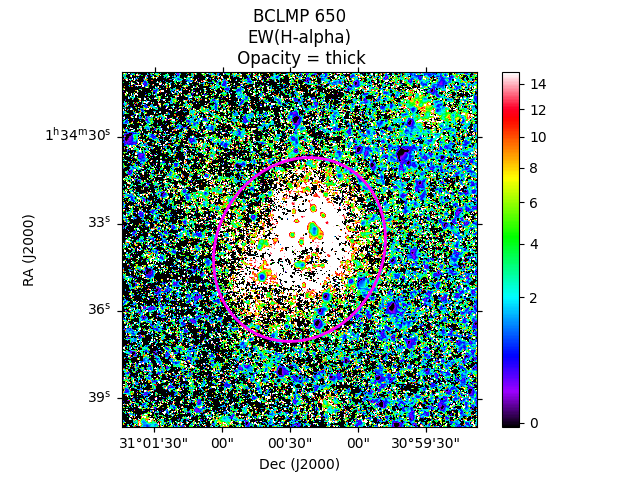 BCLMP 650
EW(H-alpha)
Opacity = thick
1ʰ34ᵐ30ˢ
33ˢ
36ˢ
39ˢ
RA (J2000)
31°01'30" 00" 00'30" 00" 30°59'30"
Dec (J2000)
14
12
10
8
6
4
2
0